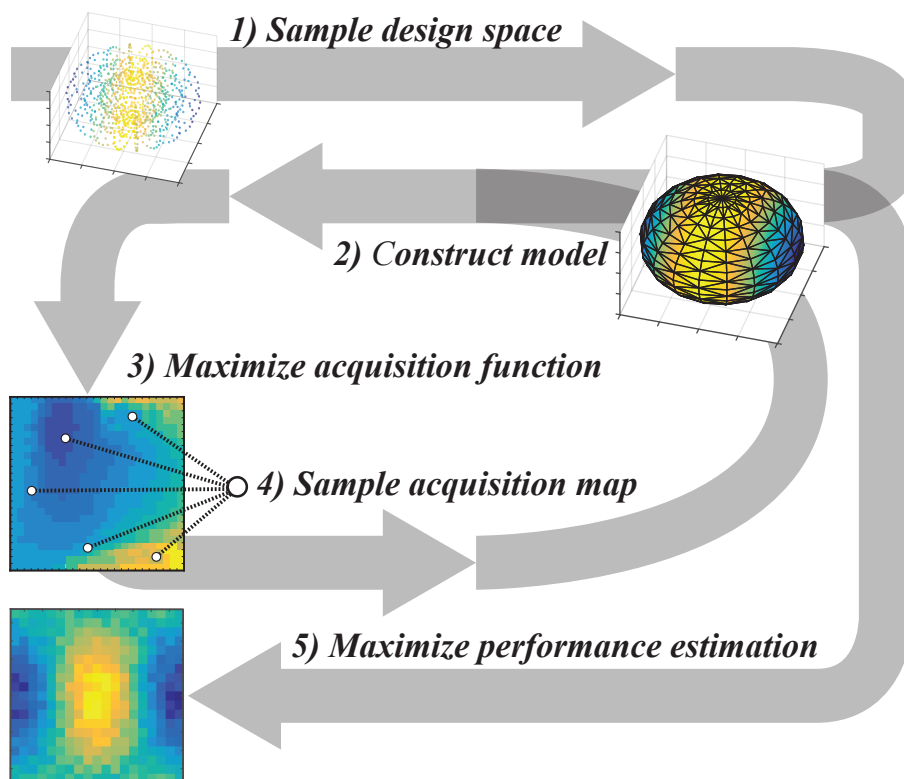 1) Sample design space
2) Construct model
3) Maximize acquisition function
4) Sample acquisition map
5) Maximize performance estimation